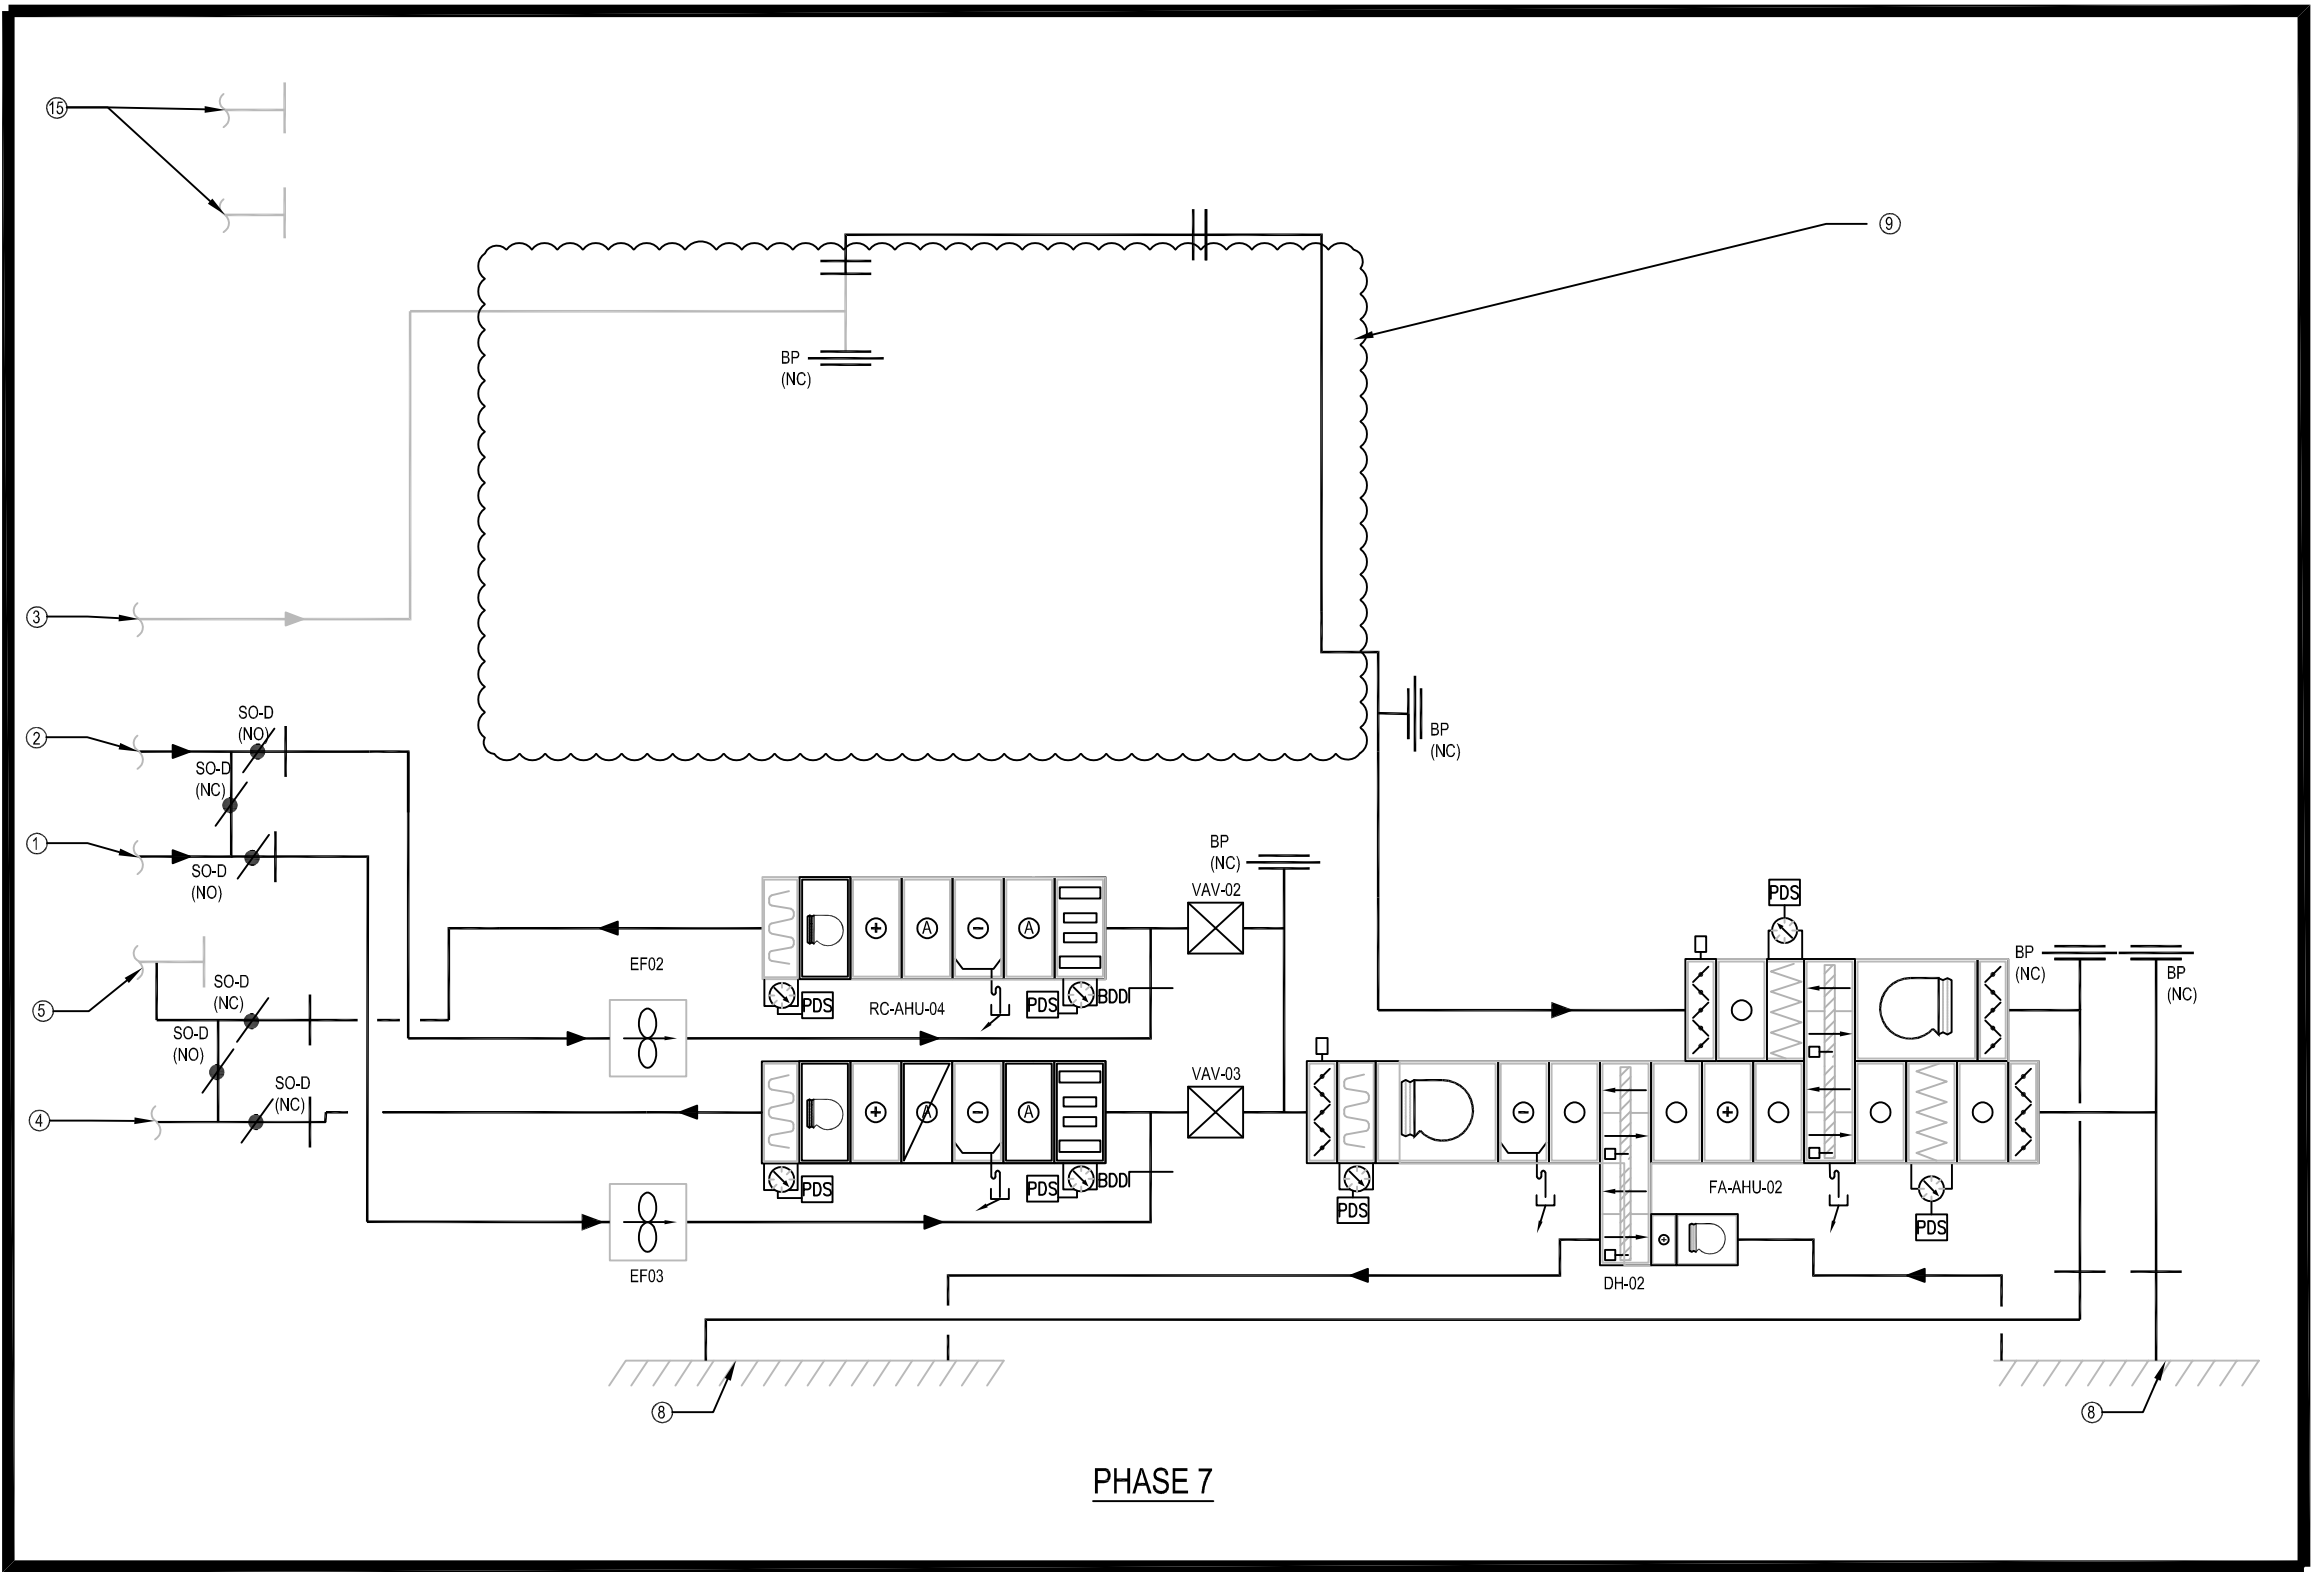 15
9
BP
(NC)
3
SO-D
(NO)
2
BP
(NC)
SO-D
(NC)
1
SO-D
(NO)
BP
(NC)
VAV-02
PDS
EF02
BP
(NC)
BP
(NC)
5
SO-D
(NC)
A
A
PDS
RC-AHU-04
PDS
BDD
SO-D
(NO)
SO-D
(NC)
VAV-03
4
A
A
PDS
PDS
BDD
FA-AHU-02
PDS
PDS
EF03
DH-02
8
8
PHASE 7